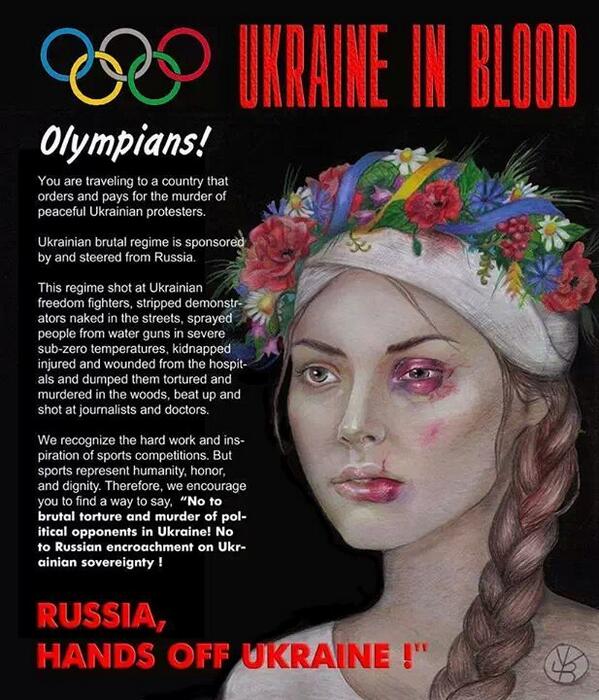 UKRAINE IN BLOOD
Olympians!
You are traveling to a country that
orders and pays for the murder of
peaceful Ukrainian protesters.
Ukrainian brutal regime is sponsored
by and steered from Russia.
This regime shot at Ukrainian
freedom fighters, stripped demonstr-
ators naked in the streets, sprayed
people from water guns in severe
sub-zero temperatures, kidnapped
injured and wounded from the hospit-
als and dumped them tortured and
murdered in the woods, beat up and
shot at journalists and doctors.
We recognize the hard work and ins-
piration of sports competitions. But
sports represent humanity, honor,
and dignity. Therefore, we encourage
you to find a way to say, “No to
brutal torture and murder of pol-
itical opponents in Ukraine! No
to Russian encroachment on Ukr-
ainian sovereignty !
RUSSIA,
HANDS OFF UKRAINE !"